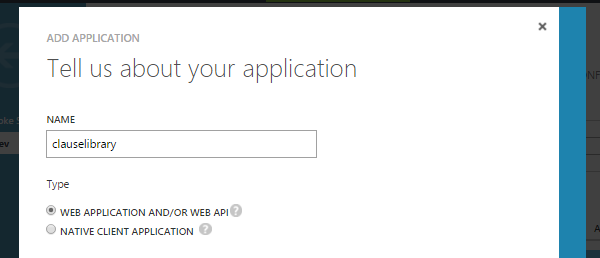 ADD APPLICATION
Tell us about your application
NAME
clauselibrary
Type
WEB APPLICATION AND/OR WEB API ?
NATIVE CLIENT APPLICATION ?